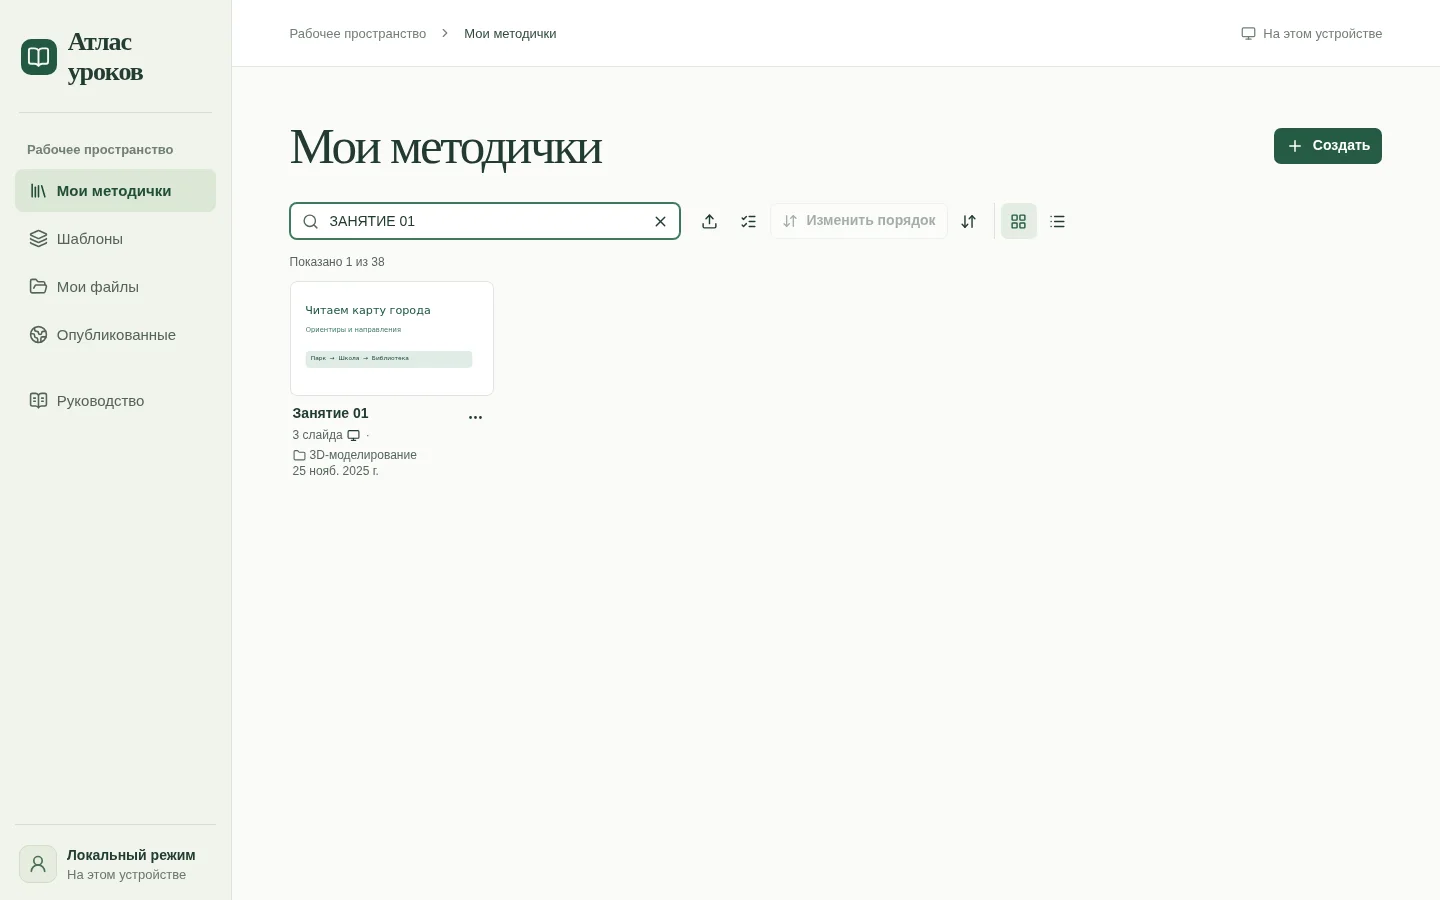 Атлас
уроков
Рабочее пространство
Мои методички
Шаблоны
Мои файлы
Опубликованные
Руководство
Локальный режим
На этом устройстве
Рабочее пространство
Мои методички
На этом устройстве
Мои методички
Создать
ЗАНЯТИЕ 01
Изменить порядок
Показано 1 из 38
Читаем карту города
Ориентиры и направления
Парк → Школа → Библиотека
Занятие 01
3 слайда ·
3D-моделирование
25 нояб. 2025 г.